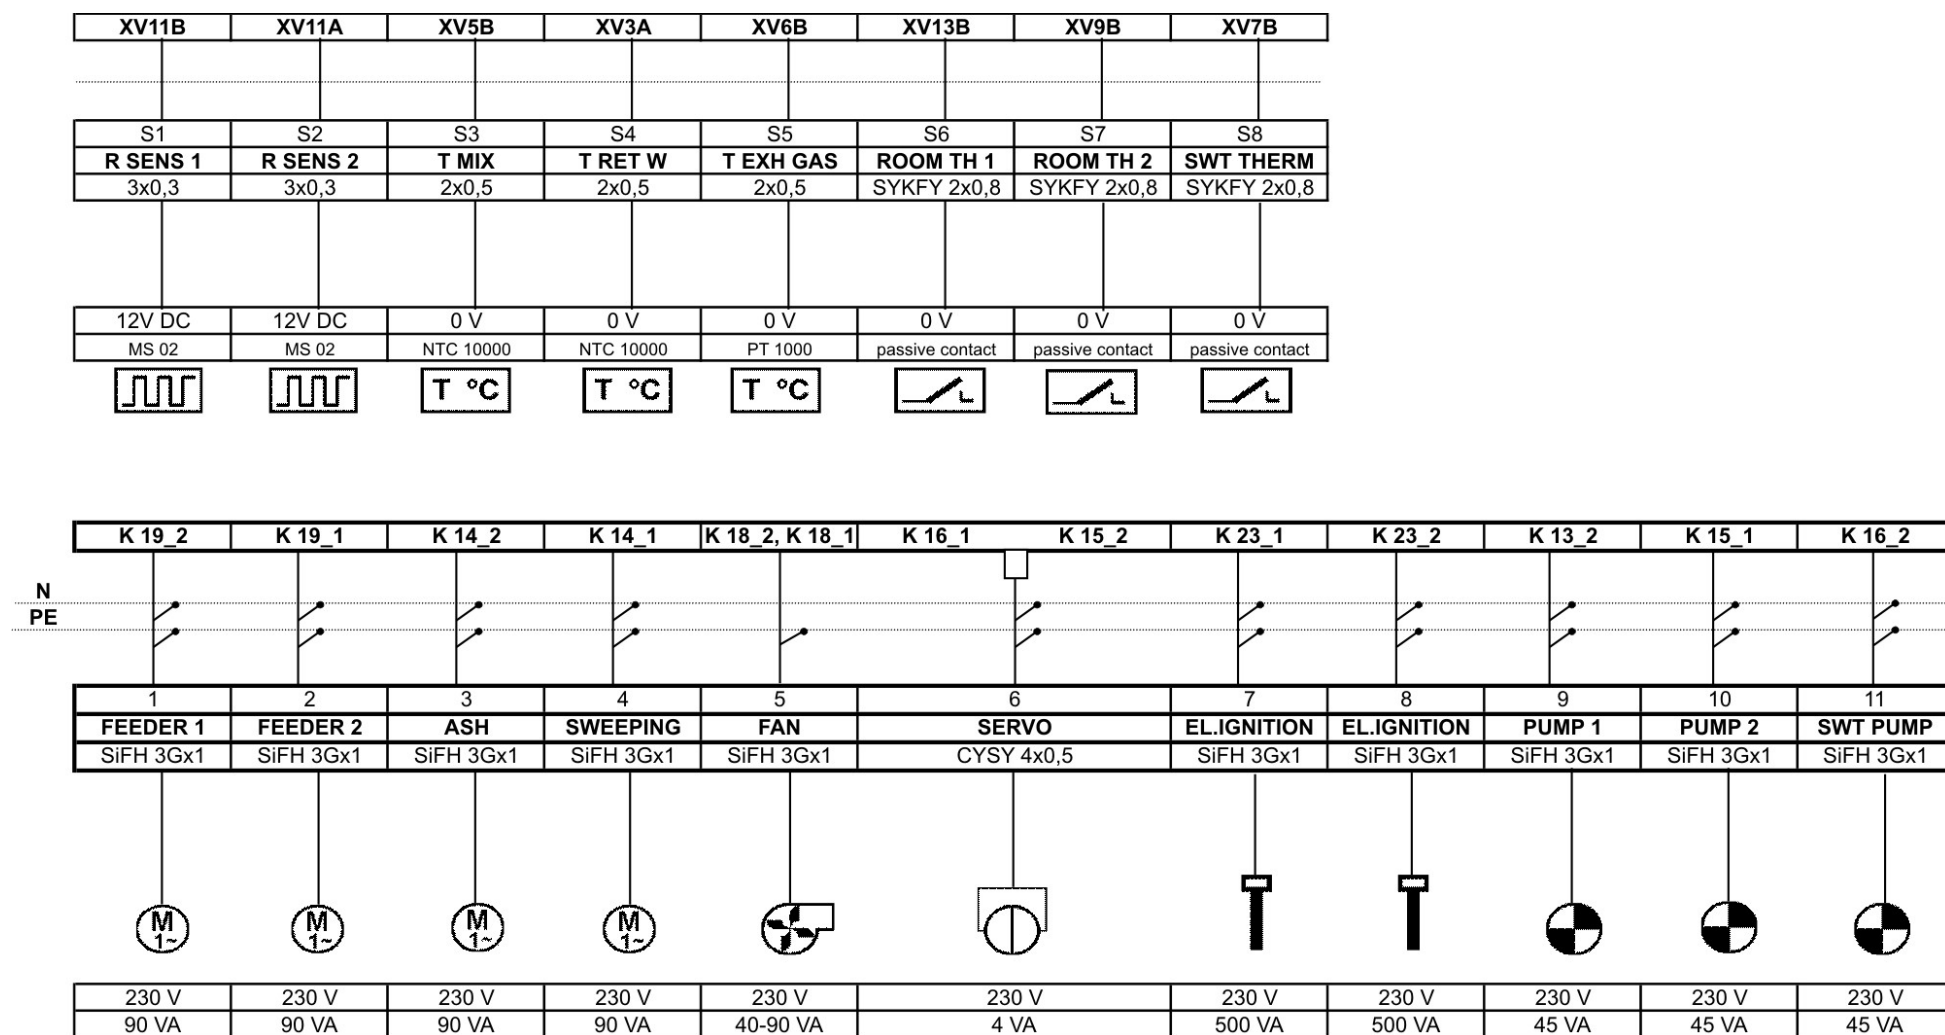 XV11B XV11A XV5B XV3A XV6B XV13B XV9B XV7B
S1 S2 S3 S4 S5 S6 S7 S8
R SENS 1 R SENS 2 T MIX T RET W T EXH GAS ROOM TH 1 ROOM TH 2 SWT THERM
3x0,3 3x0,3 2x0,5 2x0,5 2x0,5 SYKFY 2x0,8 SYKFY 2x0,8 SYKFY 2x0,8
12V DC 12V DC 0 V 0 V 0 V 0 V 0 V 0 V
MS 02 MS 02 NTC 10000 NTC 10000 PT 1000 passive contact passive contact passive contact
T °C T °C T °C
K 19_2 K 19_1 K 14_2 K 14_1 K 18_2, K 18_1 K 16_1 K 15_2 K 23_1 K 23_2 K 13_2 K 15_1 K 16_2
N
PE
1 2 3 4 5 6 7 8 9 10 11
FEEDER 1 FEEDER 2 ASH SWEEPING FAN SERVO EL.IGNITION EL.IGNITION PUMP 1 PUMP 2 SWT PUMP
SiFH 3Gx1 SiFH 3Gx1 SiFH 3Gx1 SiFH 3Gx1 SiFH 3Gx1 CYSY 4x0,5 SiFH 3Gx1 SiFH 3Gx1 SiFH 3Gx1 SiFH 3Gx1 SiFH 3Gx1
M M M M
1~ 1~ 1~ 1~
230 V 230 V 230 V 230 V 230 V 230 V 230 V 230 V 230 V 230 V 230 V
90 VA 90 VA 90 VA 90 VA 40-90 VA 4 VA 500 VA 500 VA 45 VA 45 VA 45 VA